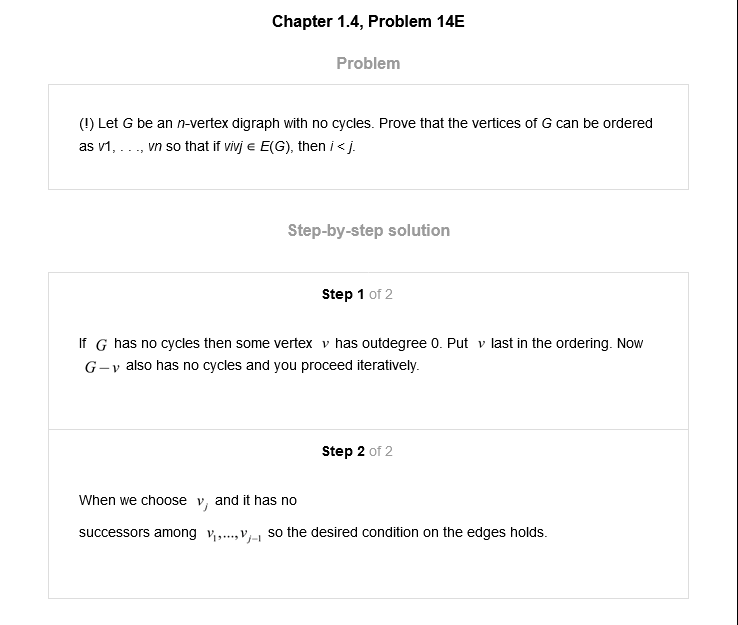 Chapter 1.4, Problem 14E
Problem
(!) Let G be an n-vertex digraph with no cycles. Prove that the vertices of G can be ordered
as v1, . . ., vn so that if vivj ∈ E(G), then i < j.
Step-by-step solution
Step 1 of 2
If G has no cycles then some vertex v has outdegree 0. Put v last in the ordering. Now
G − v also has no cycles and you proceed iteratively.
Step 2 of 2
When we choose v_j and it has no
successors among v_1,...,v_{j−1} so the desired condition on the edges holds.